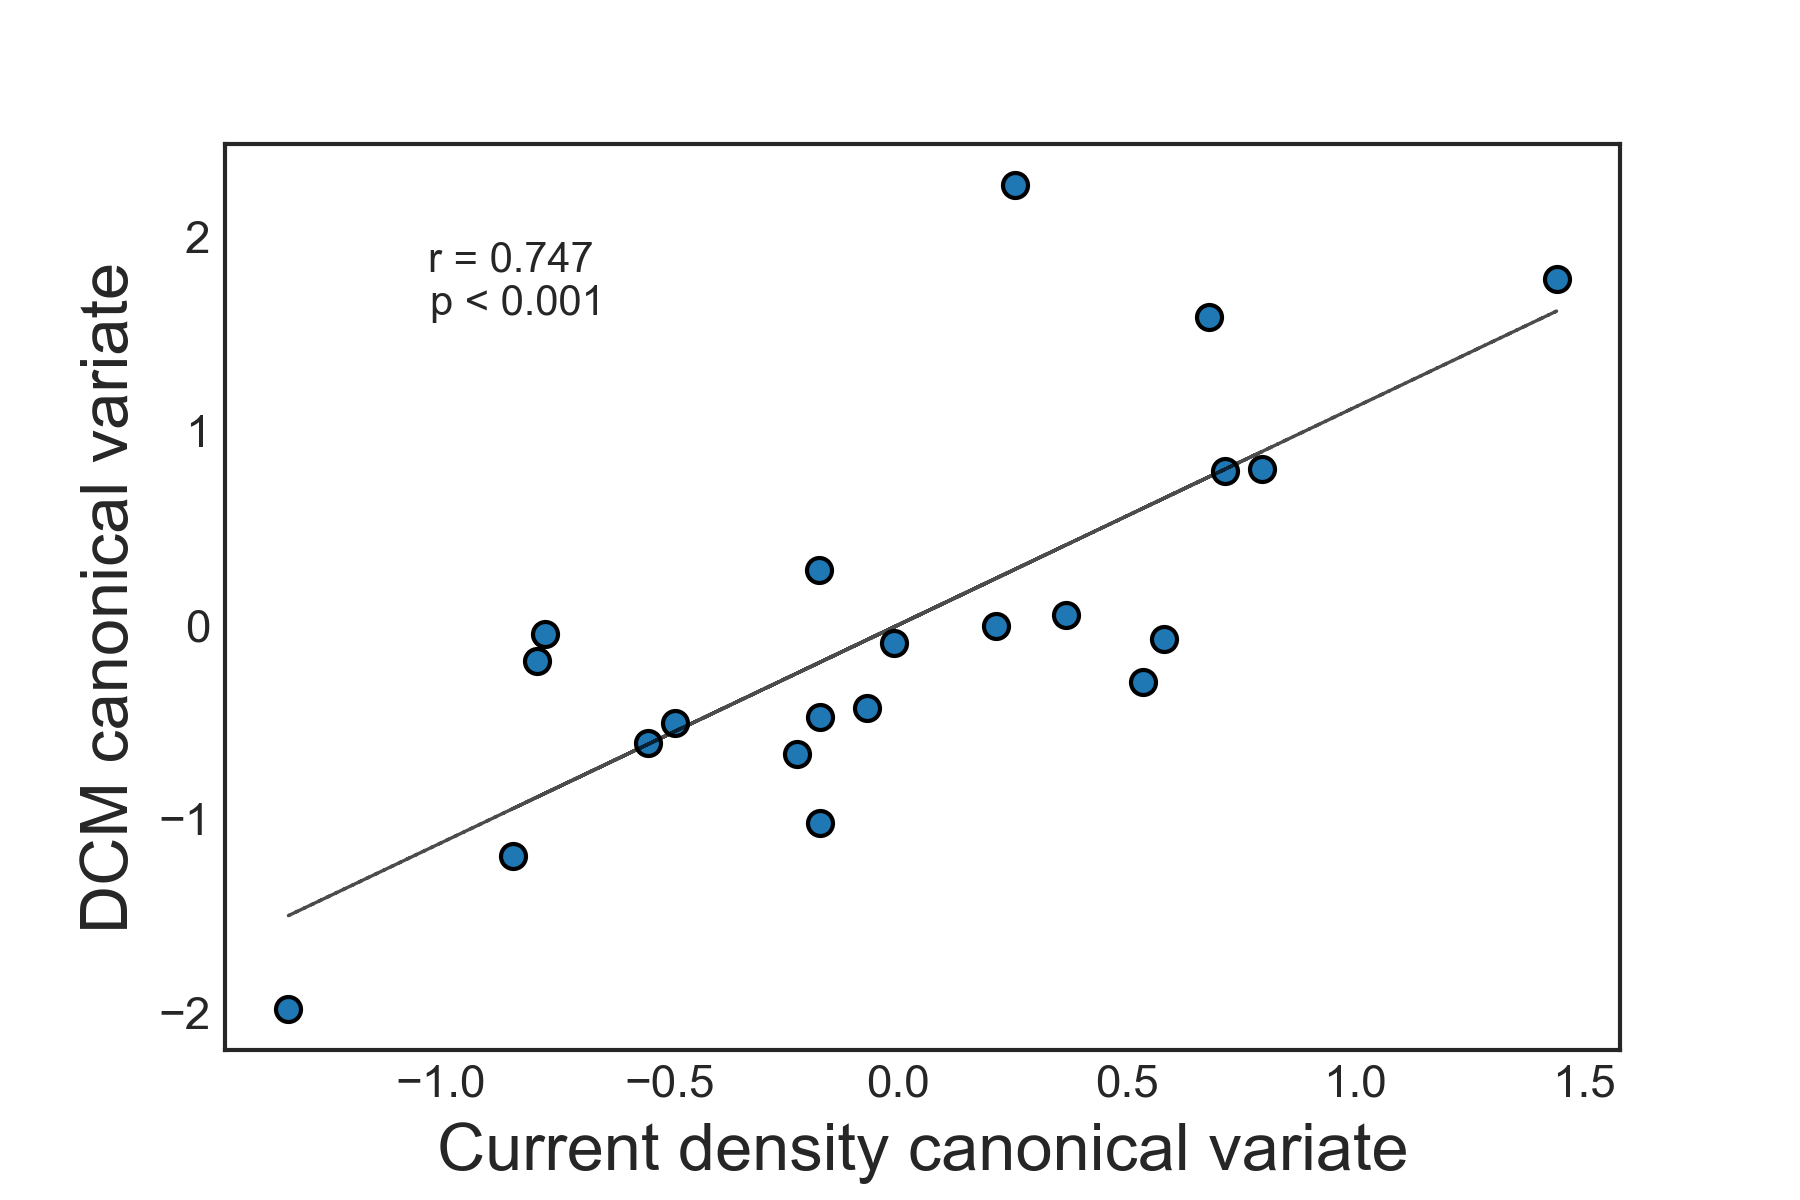 r = 0.747
p < 0.001
DCM canonical variate
2
1
0
−1
−2
−1.0 −0.5 0.0 0.5 1.0 1.5
Current density canonical variate